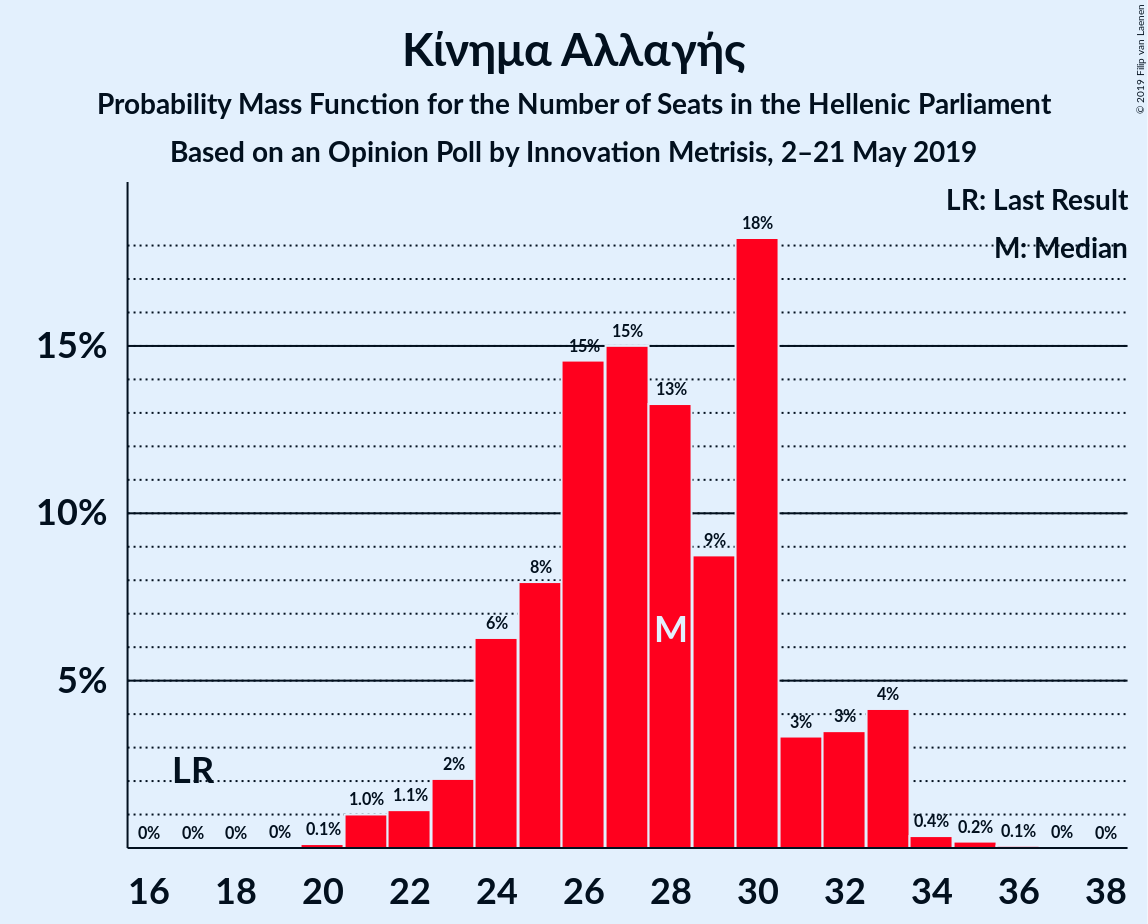 © 2019 Filip van Laenen
Κίνημα Αλλαγής
Probability Mass Function for the Number of Seats in the Hellenic Parliament
Based on an Opinion Poll by Innovation Metrisis, 2–21 May 2019
LR: Last Result
M: Median
15%
10%
5%
0% 0% 0% 0% 0.1% 1.0% 1.1% 2% 6% 8% 15% 15% 13% 9% 18% 3% 3% 4% 0.4% 0.2% 0.1% 0% 0%
LR
M
16 18 20 22 24 26 28 30 32 34 36 38